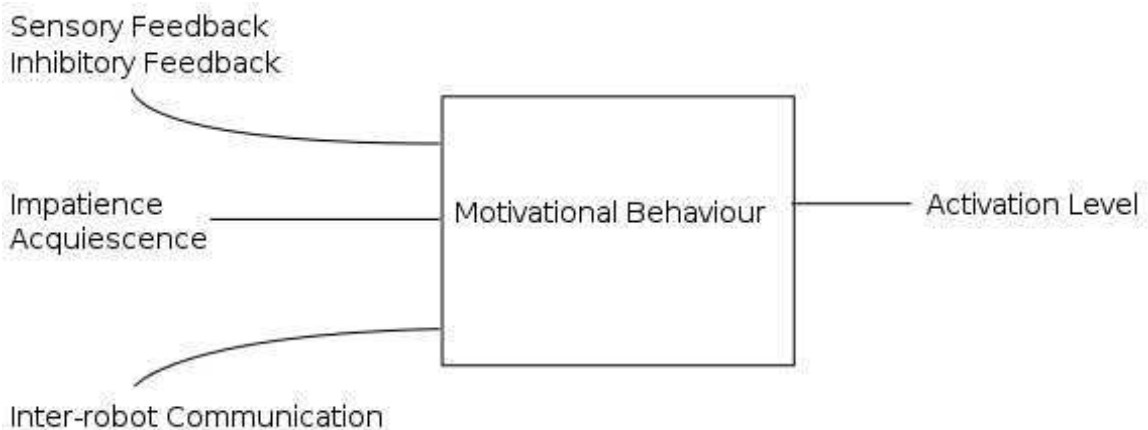 Sensory Feedback
Inhibitory Feedback
Impatience
Acquiescence
Motivational Behaviour
Activation Level
Inter-robot Communication